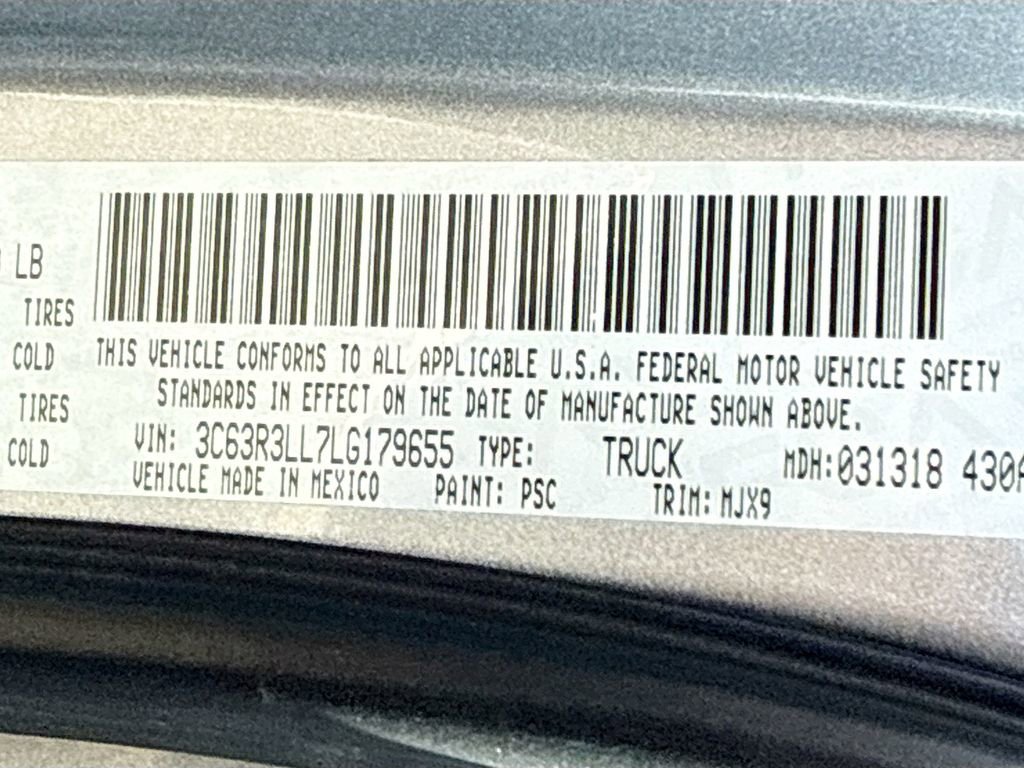 LB
TIRES
COLD THIS VEHICLE CONFORMS TO ALL APPLICABLE U.S.A. FEDERAL MOTOR VEHICLE SAFETY
TIRES STANDARDS IN EFFECT ON THE DATE OF MANUFACTURE SHOWN ABOVE.
COLD VIN: 3C63R3LL7LG179655 TYPE: TRUCK MDH:031318 430A
VEHICLE MADE IN MEXICO PAINT: PSC TRIM: MJX9